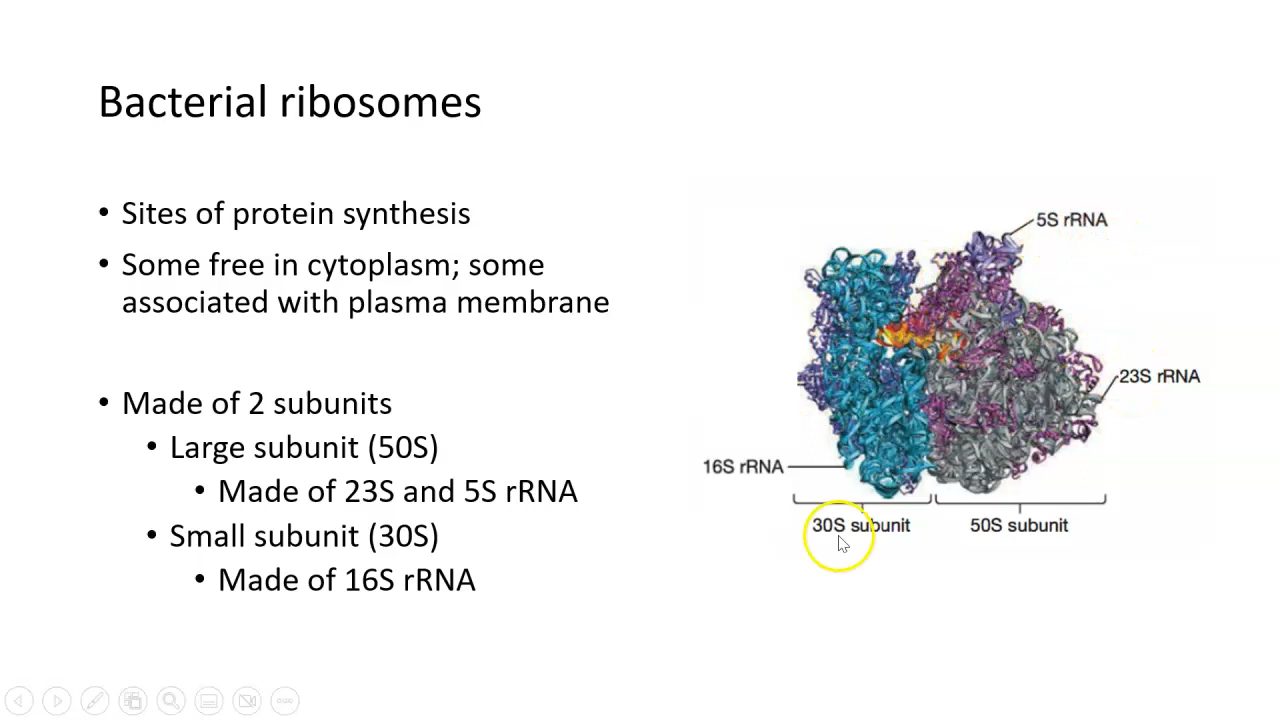 Bacterial ribosomes
• Sites of protein synthesis
• Some free in cytoplasm; some
associated with plasma membrane
• Made of 2 subunits
• Large subunit (50S)
• Made of 23S and 5S rRNA
• Small subunit (30S)
• Made of 16S rRNA
5S rRNA
23S rRNA
16S rRNA
30S subunit
50S subunit